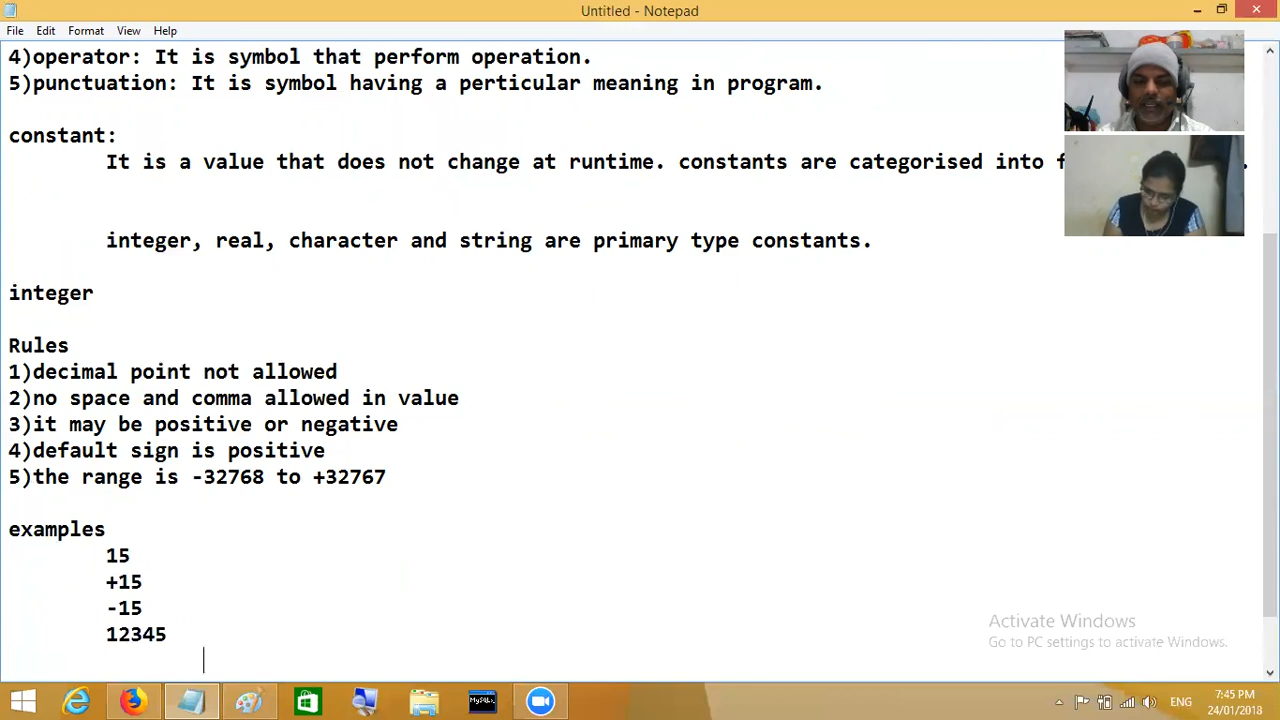 Untitled - Notepad
File Edit Format View Help
4)operator: It is symbol that perform operation.
5)punctuation: It is symbol having a perticular meaning in program.
constant:
It is a value that does not change at runtime. constants are categorised into
integer, real, character and string are primary type constants.
integer
Rules
1)decimal point not allowed
2)no space and comma allowed in value
3)it may be positive or negative
4)default sign is positive
5)the range is -32768 to +32767
examples
15
+15
-15
12345
Activate Windows
Go to PC settings to activate Windows.
MySQL
ENG
7:45 PM
24/01/2018